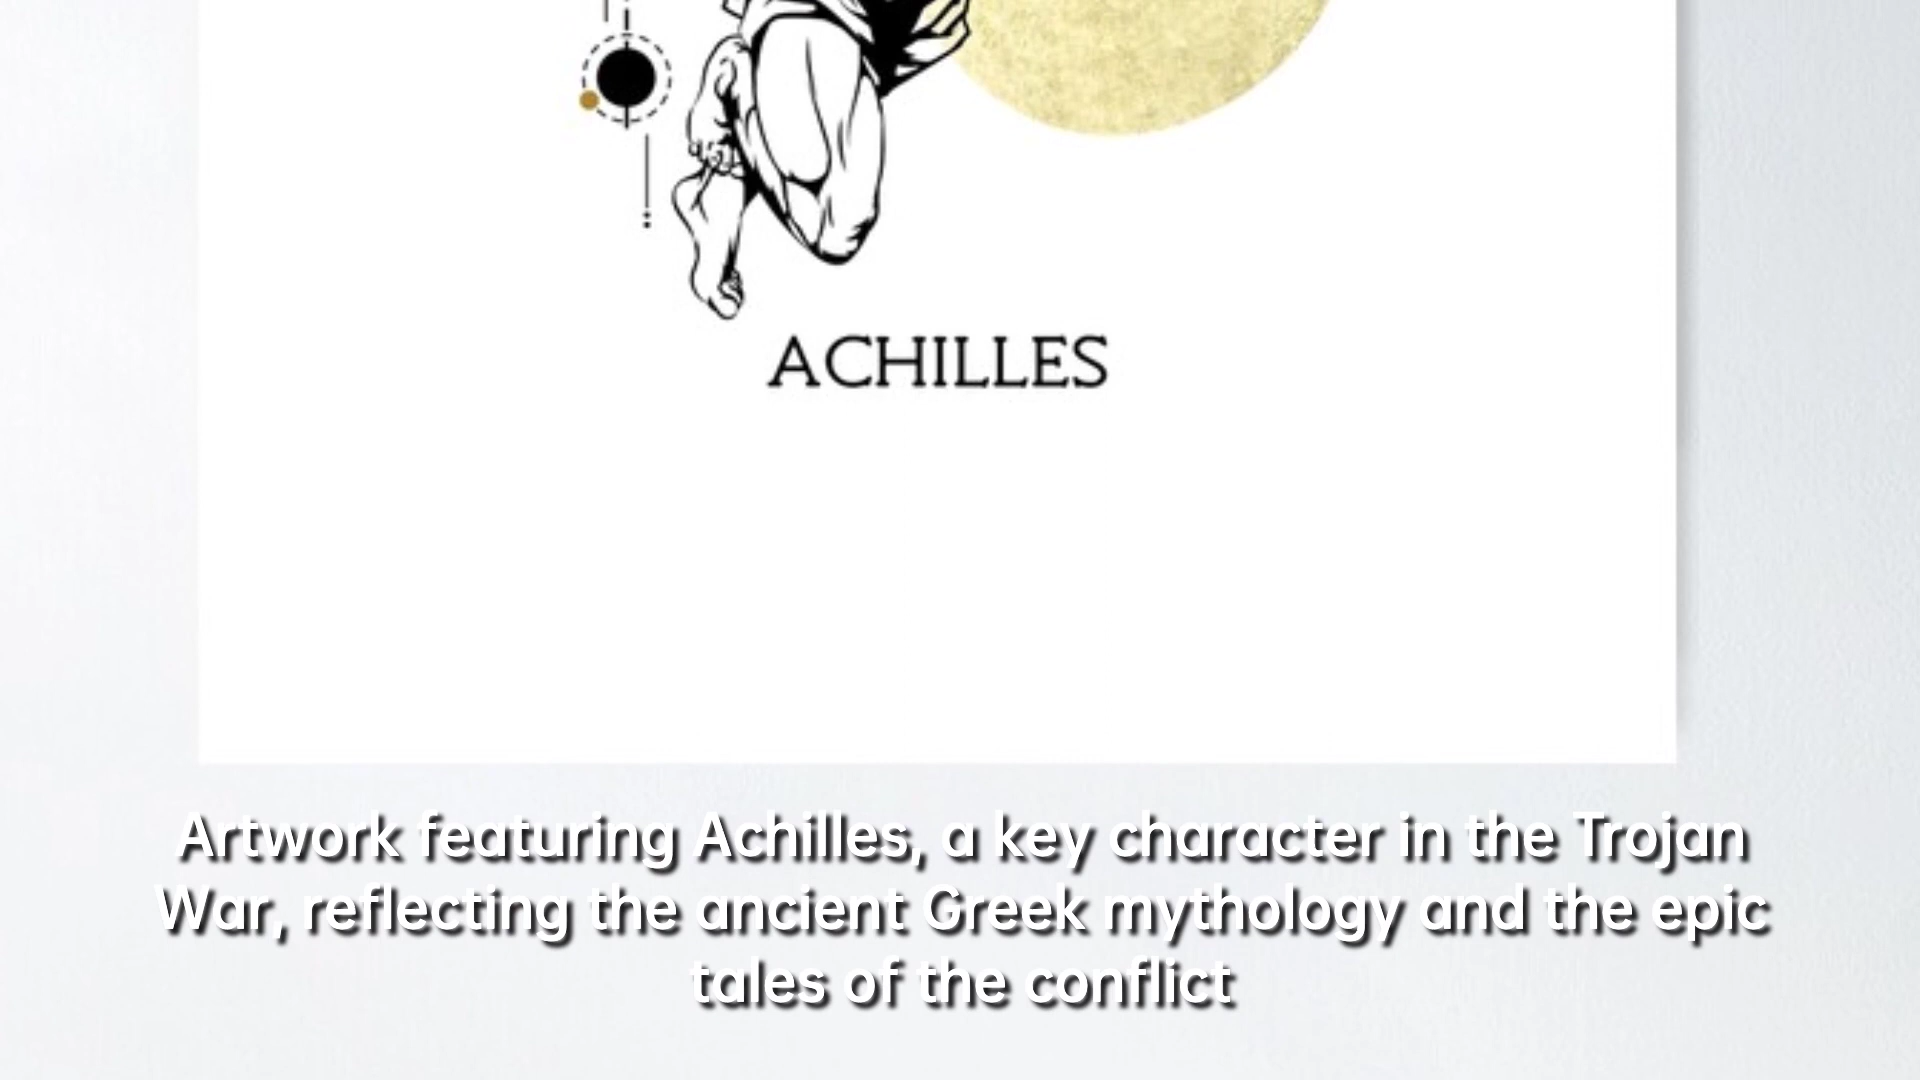 ACHILLES
Artwork featuring Achilles, a key character in the Trojan
War, reflecting the ancient Greek mythology and the epic
tales of the conflict